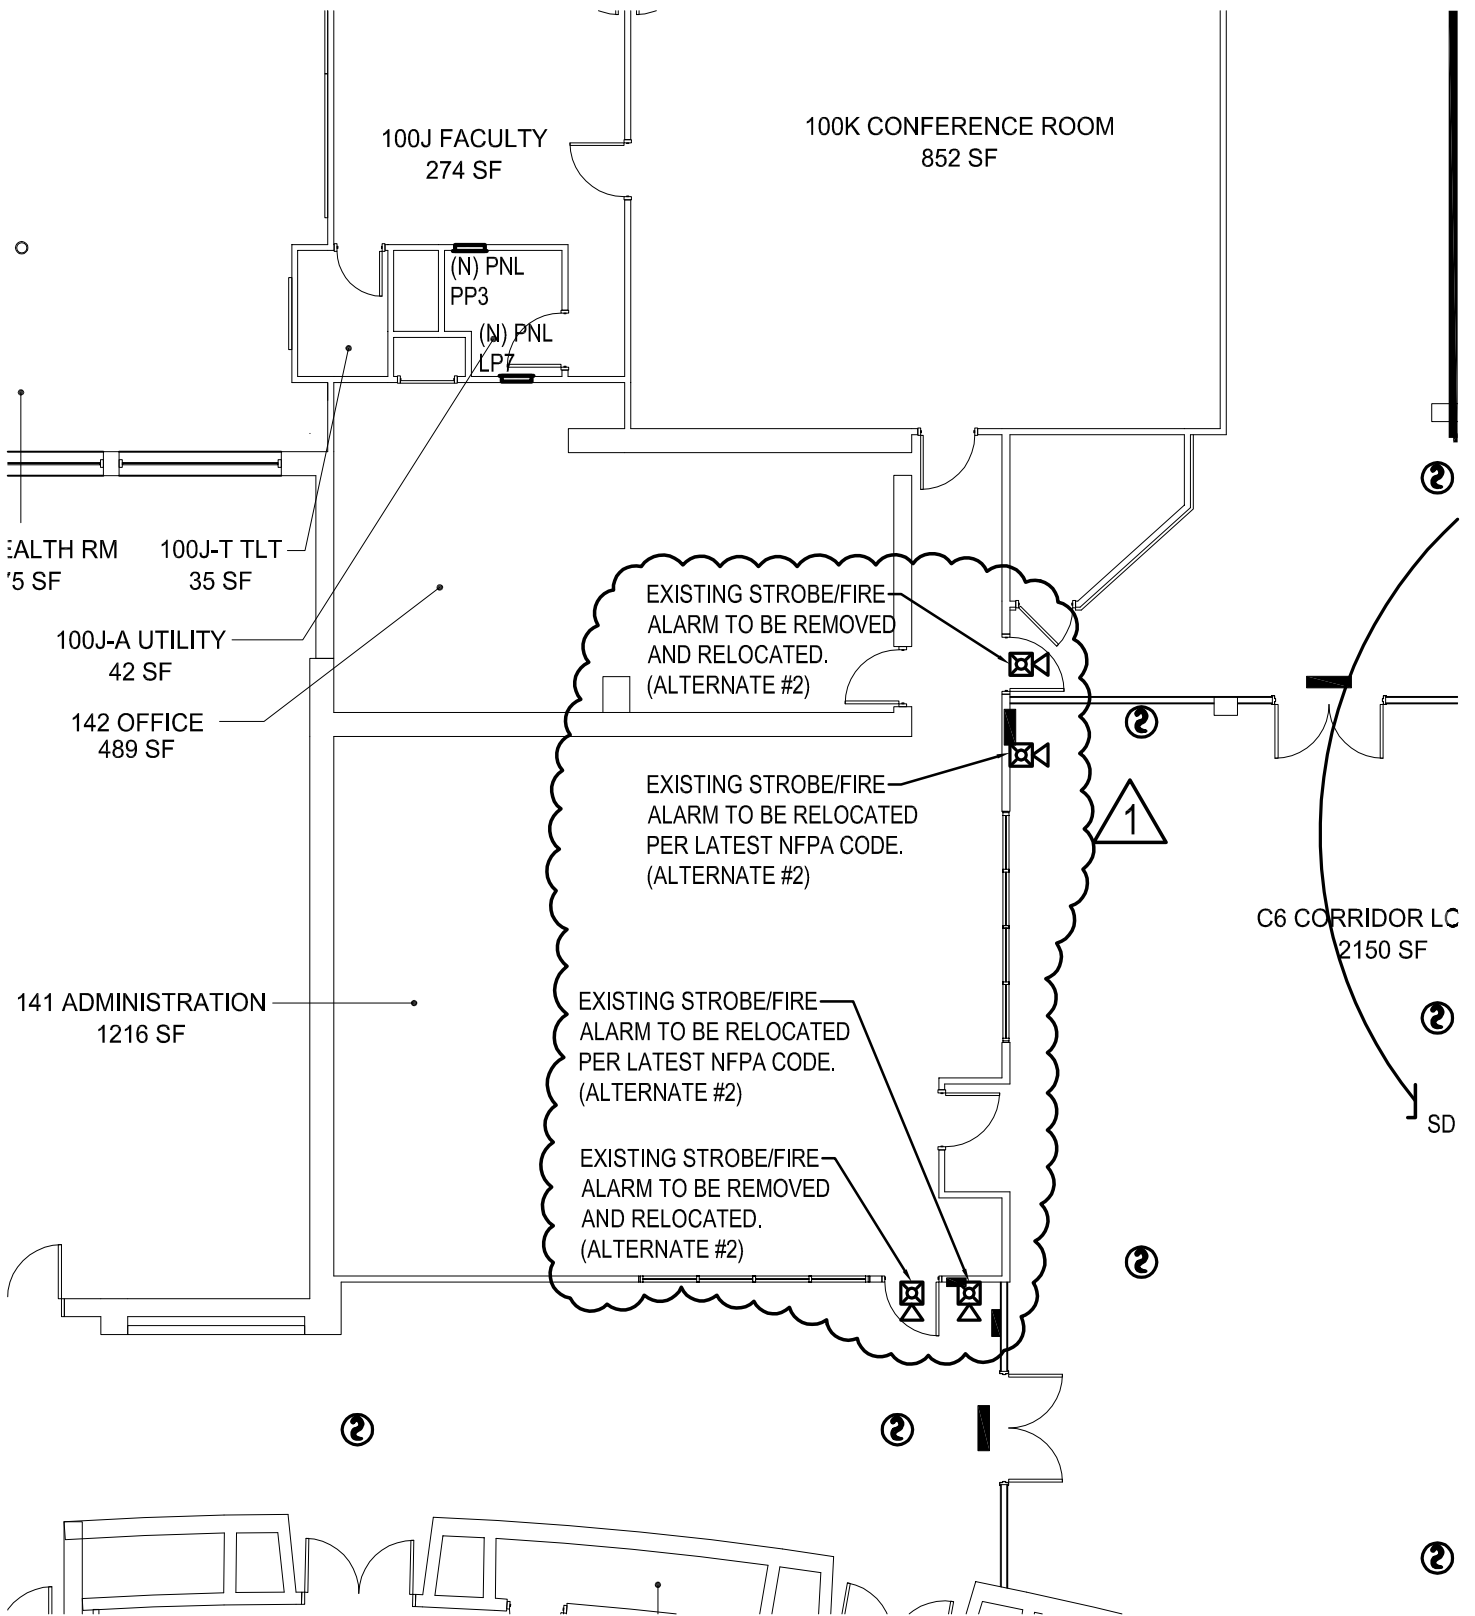 100J FACULTY
274 SF
100K CONFERENCE ROOM
852 SF
(N) PNL
PP3
(N) PNL
LP7
EALTH RM
75 SF
100J-T TLT
35 SF
100J-A UTILITY
42 SF
142 OFFICE
489 SF
EXISTING STROBE/FIRE
ALARM TO BE REMOVED
AND RELOCATED.
(ALTERNATE #2)
EXISTING STROBE/FIRE
ALARM TO BE RELOCATED
PER LATEST NFPA CODE.
(ALTERNATE #2)
1
C6 CORRIDOR LO
2150 SF
141 ADMINISTRATION
1216 SF
EXISTING STROBE/FIRE
ALARM TO BE RELOCATED
PER LATEST NFPA CODE.
(ALTERNATE #2)
SD
EXISTING STROBE/FIRE
ALARM TO BE REMOVED
AND RELOCATED.
(ALTERNATE #2)